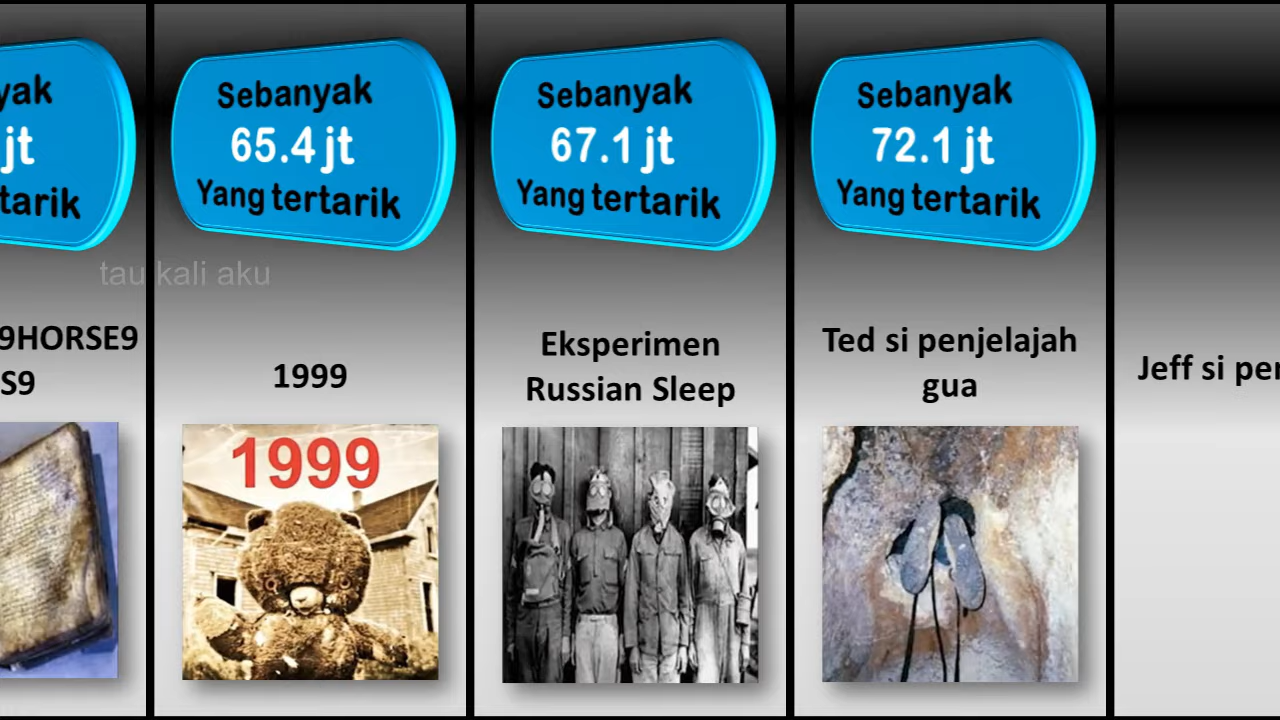 yak
jt
tarik
9HORSE9
S9
Sebanyak
65.4 jt
Yang tertarik
tau kali aku
1999
1999
Sebanyak
67.1 jt
Yang tertarik
Eksperimen
Russian Sleep
Sebanyak
72.1 jt
Yang tertarik
Ted si penjelajah
gua
Jeff si per